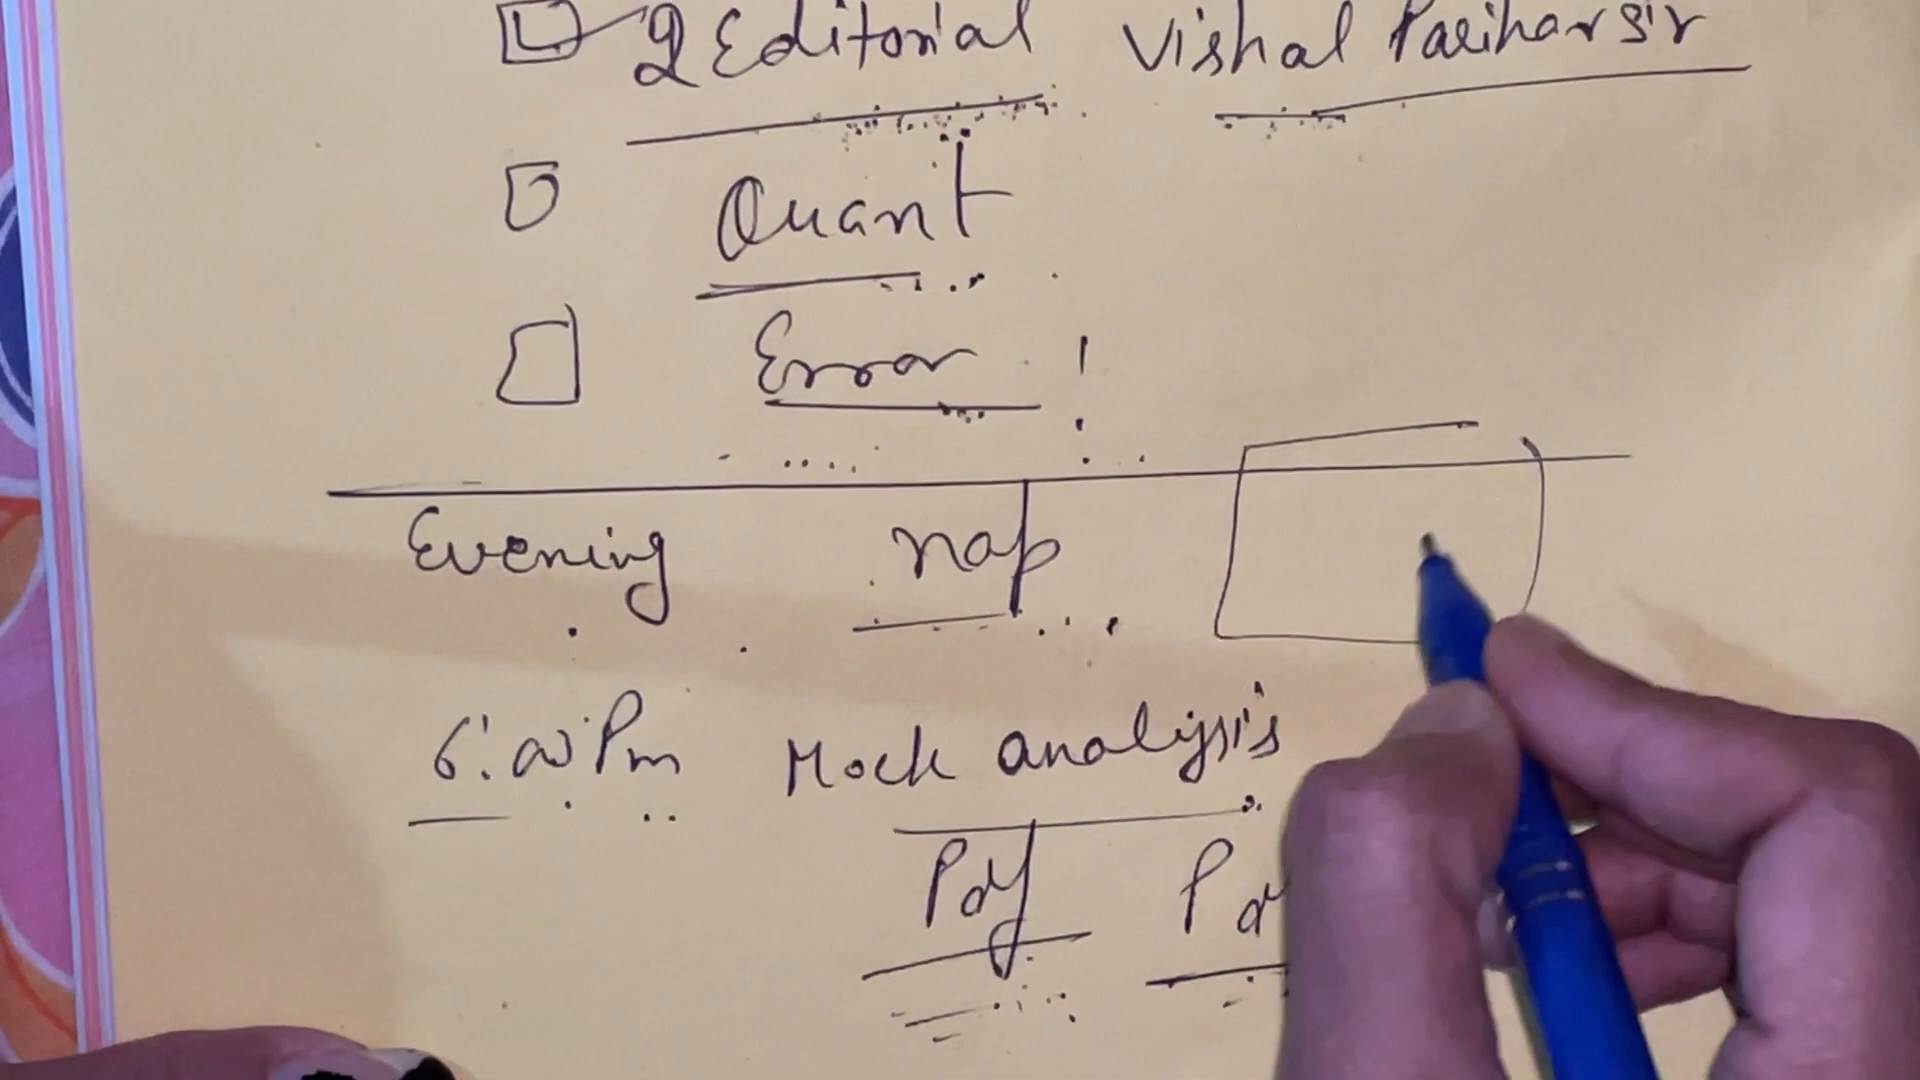 2 Editorial Vishal Parihar sir
Quant
Error
Evening nap
6:00 Pm Mock analysis
Pdf